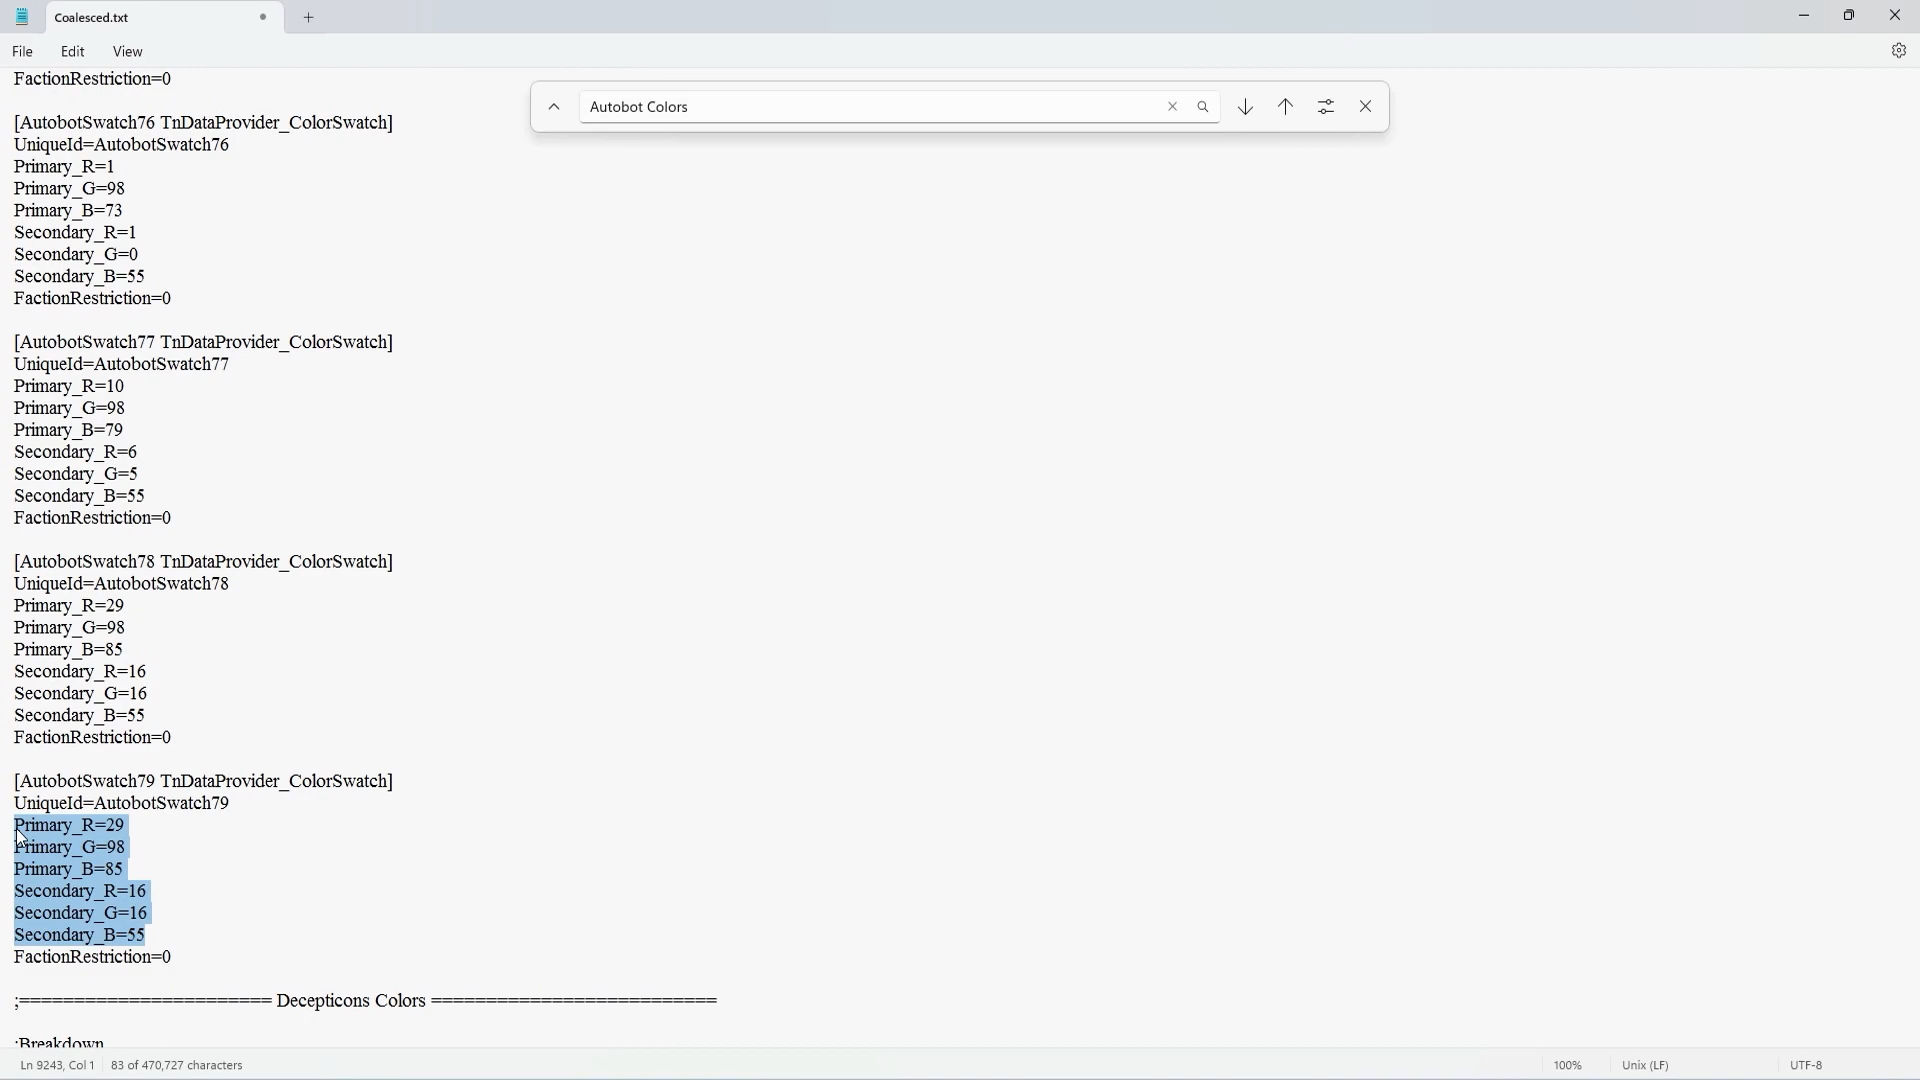 Coalesced.txt
File Edit View
FactionRestriction=0
Autobot Colors
[AutobotSwatch76 TnDataProvider_ColorSwatch]
UniqueId=AutobotSwatch76
Primary_R=1
Primary_G=98
Primary_B=73
Secondary_R=1
Secondary_G=0
Secondary_B=55
FactionRestriction=0
[AutobotSwatch77 TnDataProvider_ColorSwatch]
UniqueId=AutobotSwatch77
Primary_R=10
Primary_G=98
Primary_B=79
Secondary_R=6
Secondary_G=5
Secondary_B=55
FactionRestriction=0
[AutobotSwatch78 TnDataProvider_ColorSwatch]
UniqueId=AutobotSwatch78
Primary_R=29
Primary_G=98
Primary_B=85
Secondary_R=16
Secondary_G=16
Secondary_B=55
FactionRestriction=0
[AutobotSwatch79 TnDataProvider_ColorSwatch]
UniqueId=AutobotSwatch79
Primary_R=29
Primary_G=98
Primary_B=85
Secondary_R=16
Secondary_G=16
Secondary_B=55
FactionRestriction=0
;======================= Decepticons Colors ==========================
;Breakdown
Ln 9243, Col 1 83 of 470,727 characters 100% Unix (LF) UTF-8